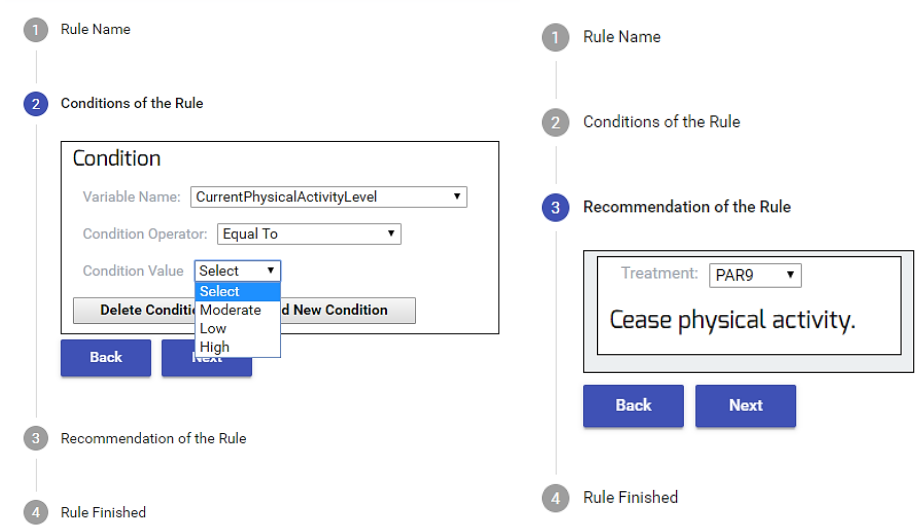 1 Rule Name
2 Conditions of the Rule
Condition
Variable Name: CurrentPhysicalActivityLevel
Condition Operator: Equal To
Condition Value Select
Select
Moderate
Low
High
Delete Conditi d New Condition
Back Next
3 Recommendation of the Rule
4 Rule Finished
1 Rule Name
2 Conditions of the Rule
3 Recommendation of the Rule
Treatment: PAR9
Cease physical activity.
Back Next
4 Rule Finished